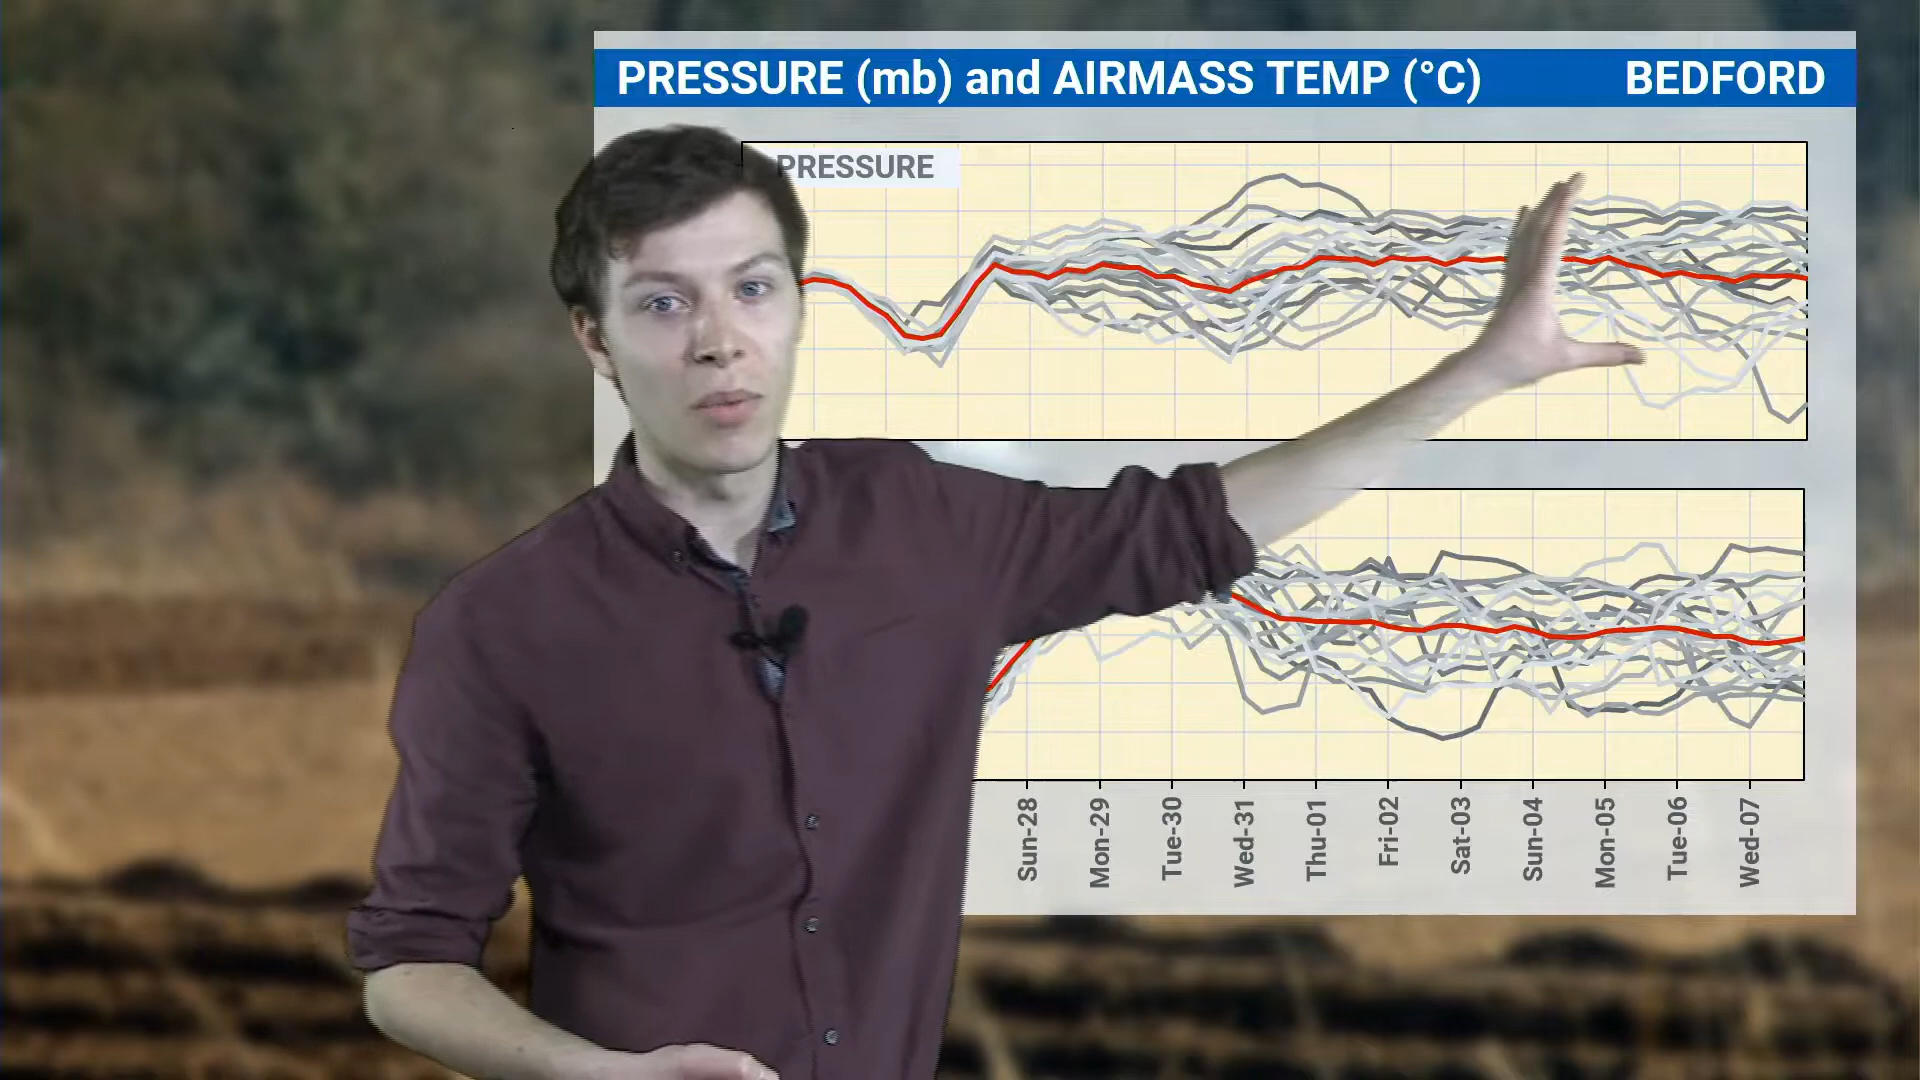 PRESSURE (mb) and AIRMASS TEMP (°C) BEDFORD
PRESSURE
Sun-28
Mon-29
Tue-30
Wed-31
Thu-01
Fri-02
Sat-03
Sun-04
Mon-05
Tue-06
Wed-07